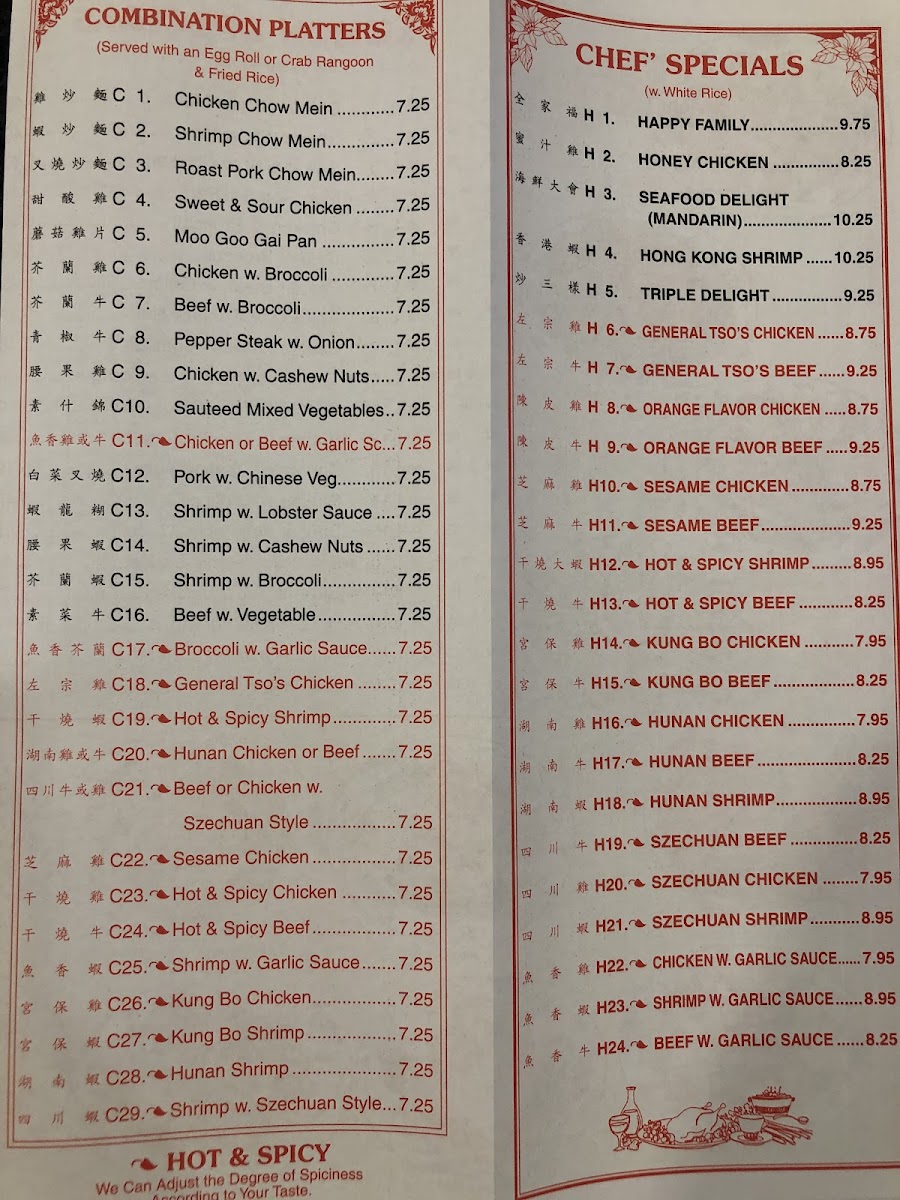 COMBINATION PLATTERS
(Served with an Egg Roll or Crab Rangoon
& Fried Rice)
雞炒麵 C 1. Chicken Chow Mein ...........7.25
蝦炒麵 C 2. Shrimp Chow Mein.............7.25
叉燒炒麵 C 3. Roast Pork Chow Mein........7.25
甜酸雞 C 4. Sweet & Sour Chicken ........7.25
蘑菇雞片 C 5. Moo Goo Gai Pan ..............7.25
芥蘭雞 C 6. Chicken w. Broccoli .............7.25
芥蘭牛 C 7. Beef w. Broccoli..................7.25
青椒牛 C 8. Pepper Steak w. Onion........7.25
腰果雞 C 9. Chicken w. Cashew Nuts.....7.25
素什錦 C10. Sauteed Mixed Vegetables..7.25
魚香雞或牛 C11. Chicken or Beef w. Garlic Sc...7.25
白菜叉燒 C12. Pork w. Chinese Veg............7.25
蝦龍糊 C13. Shrimp w. Lobster Sauce ....7.25
腰果蝦 C14. Shrimp w. Cashew Nuts ......7.25
芥蘭蝦 C15. Shrimp w. Broccoli...............7.25
素菜牛 C16. Beef w. Vegetable................7.25
魚香芥蘭 C17. Broccoli w. Garlic Sauce......7.25
左宗雞 C18. General Tso's Chicken ........7.25
干燒蝦 C19. Hot & Spicy Shrimp.............7.25
湖南雞或牛 C20. Hunan Chicken or Beef .......7.25
四川牛或雞 C21. Beef or Chicken w.
Szechuan Style .................7.25
芝麻雞 C22. Sesame Chicken .................7.25
干燒雞 C23. Hot & Spicy Chicken ...........7.25
干燒牛 C24. Hot & Spicy Beef.................7.25
魚香蝦 C25. Shrimp w. Garlic Sauce.......7.25
宮保雞 C26. Kung Bo Chicken.................7.25
宮保蝦 C27. Kung Bo Shrimp ..................7.25
湖南蝦 C28. Hunan Shrimp .....................7.25
四川蝦 C29. Shrimp w. Szechuan Style...7.25
HOT & SPICY
We Can Adjust the Degree of Spiciness
According to Your Taste.
CHEF' SPECIALS
(w. White Rice)
全家福 H 1. HAPPY FAMILY...................9.75
蜜汁雞 H 2. HONEY CHICKEN ...............8.25
海鮮大會 H 3. SEAFOOD DELIGHT
(MANDARIN)....................10.25
香港蝦 H 4. HONG KONG SHRIMP ......10.25
炒三樣 H 5. TRIPLE DELIGHT ................9.25
左宗雞 H 6. GENERAL TSO'S CHICKEN ......8.75
左宗牛 H 7. GENERAL TSO'S BEEF ......9.25
陳皮雞 H 8. ORANGE FLAVOR CHICKEN .....8.75
陳皮牛 H 9. ORANGE FLAVOR BEEF .....9.25
芝麻雞 H10. SESAME CHICKEN ............8.75
芝麻牛 H11. SESAME BEEF...................9.25
干燒大蝦 H12. HOT & SPICY SHRIMP.........8.95
干燒牛 H13. HOT & SPICY BEEF ............8.25
宮保雞 H14. KUNG BO CHICKEN ...........7.95
宮保牛 H15. KUNG BO BEEF..................8.25
湖南雞 H16. HUNAN CHICKEN ..............7.95
湖南牛 H17. HUNAN BEEF .....................8.25
湖南蝦 H18. HUNAN SHRIMP.................8.95
四川牛 H19. SZECHUAN BEEF ..............8.25
四川雞 H20. SZECHUAN CHICKEN ........7.95
四川蝦 H21. SZECHUAN SHRIMP...........8.95
魚香雞 H22. CHICKEN W. GARLIC SAUCE......7.95
魚香蝦 H23. SHRIMP W. GARLIC SAUCE......8.95
魚香牛 H24. BEEF W. GARLIC SAUCE ......8.25